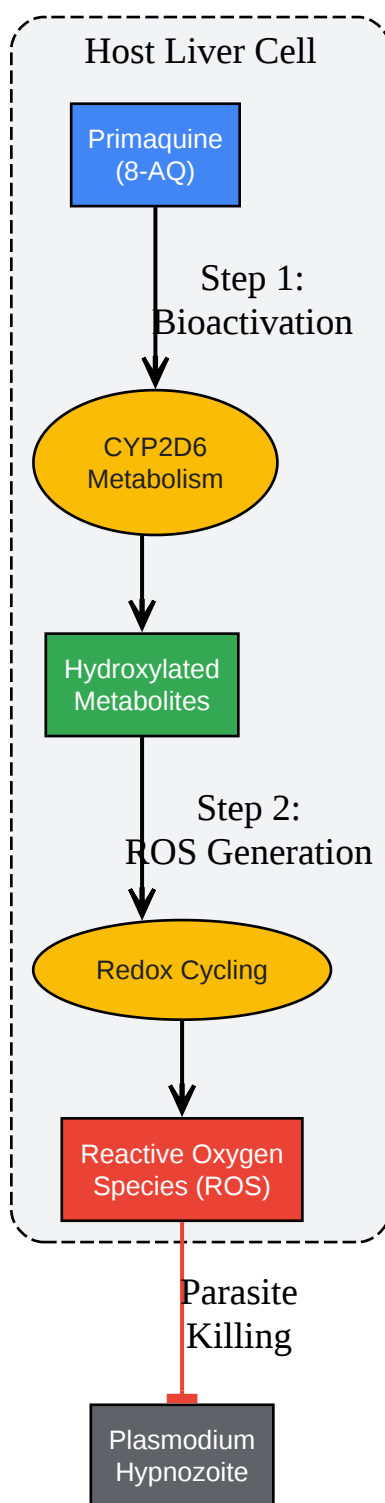 Host Liver Cell
Primaquine
(8-AQ)
Step 1:
Bioactivation
CYP2D6
Metabolism
Hydroxylated
Metabolites
Step 2:
ROS Generation
Redox Cycling
Reactive Oxygen
Species (ROS)
Parasite
Killing
Plasmodium
Hypnozoite